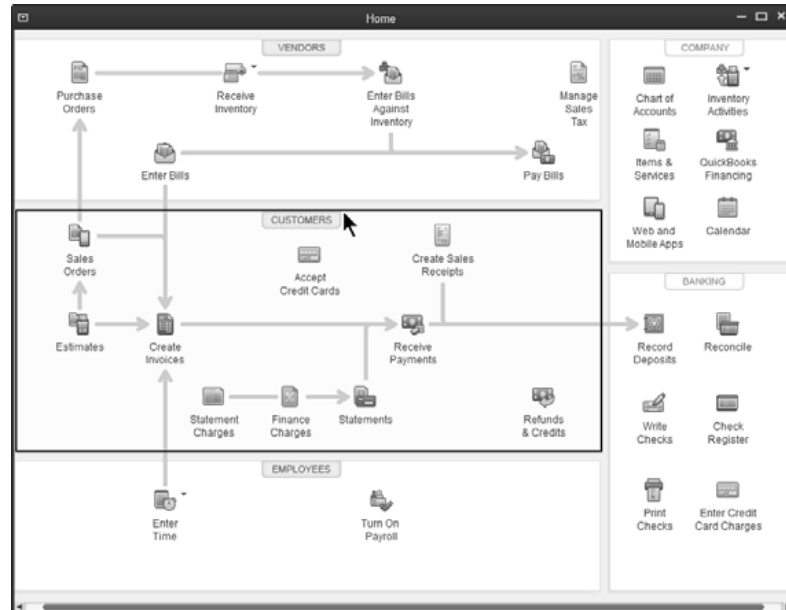 Home
VENDORS
Purchase
Orders
Receive
Inventory
Enter Bills
Against
Inventory
Manage
Sales
Tax
Enter Bills
Pay Bills
CUSTOMERS
Sales
Orders
Accept
Credit Cards
Create Sales
Receipts
Estimates
Create
Invoices
Receive
Payments
Statement
Charges
Finance
Charges
Statements
Refunds
& Credits
EMPLOYEES
Enter
Time
Turn On
Payroll
COMPANY
Chart of
Accounts
Inventory
Activities
Items &
Services
QuickBooks
Financing
Web and
Mobile Apps
Calendar
BANKING
Record
Deposits
Reconcile
Write
Checks
Check
Register
Print
Checks
Enter Credit
Card Charges